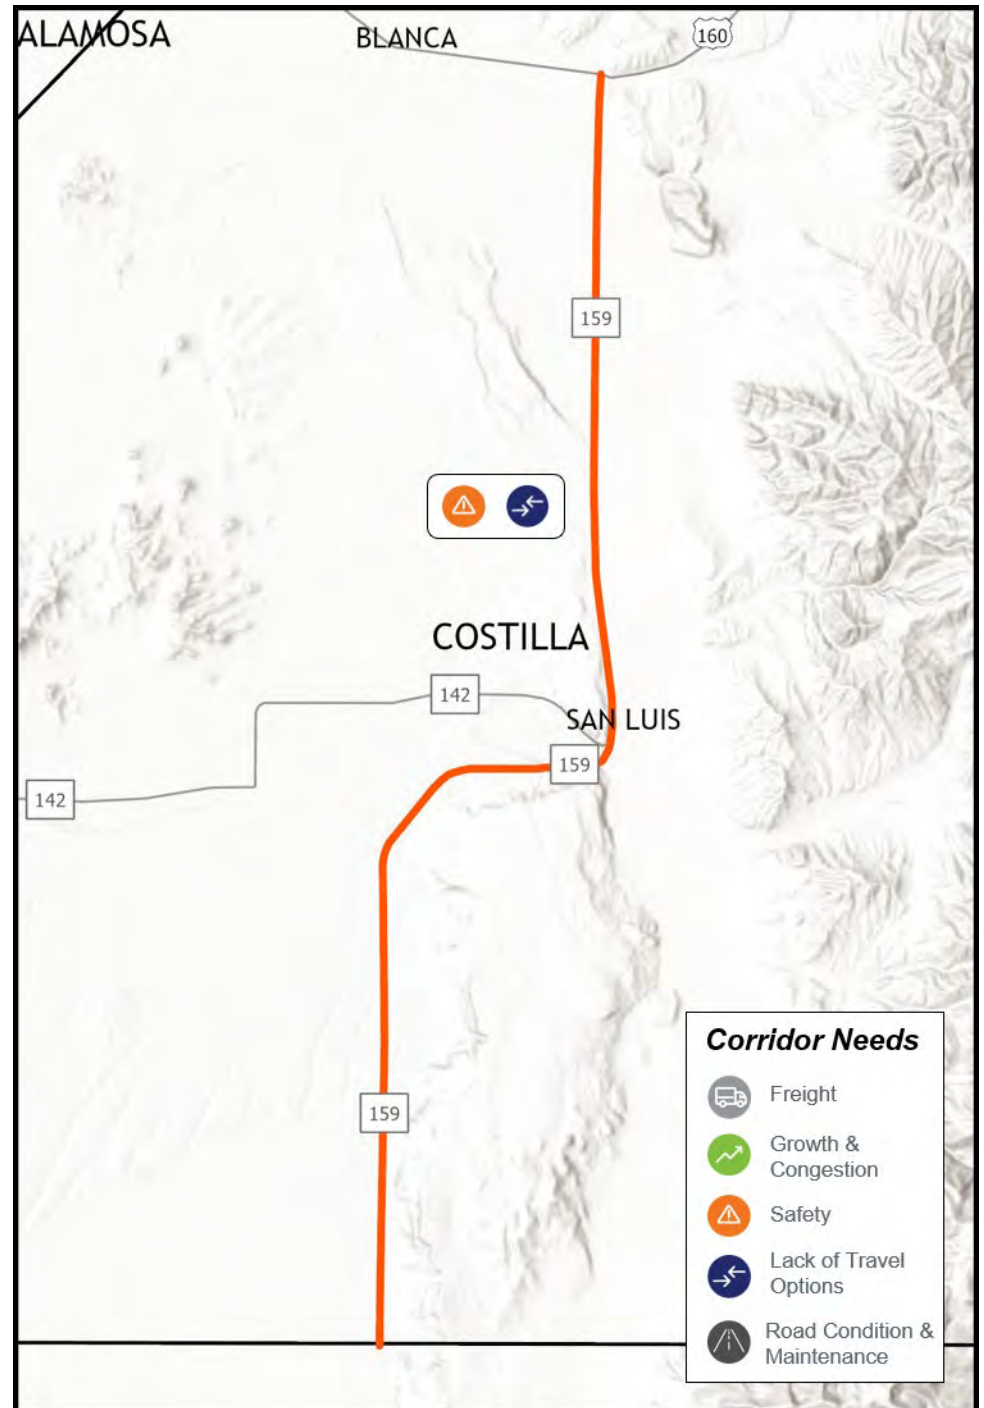 ALAMOSA
BLANCA
160
159
COSTILLA
142
SAN LUIS
159
142
159
Corridor Needs
Freight
Growth &
Congestion
Safety
Lack of Travel
Options
Road Condition &
Maintenance